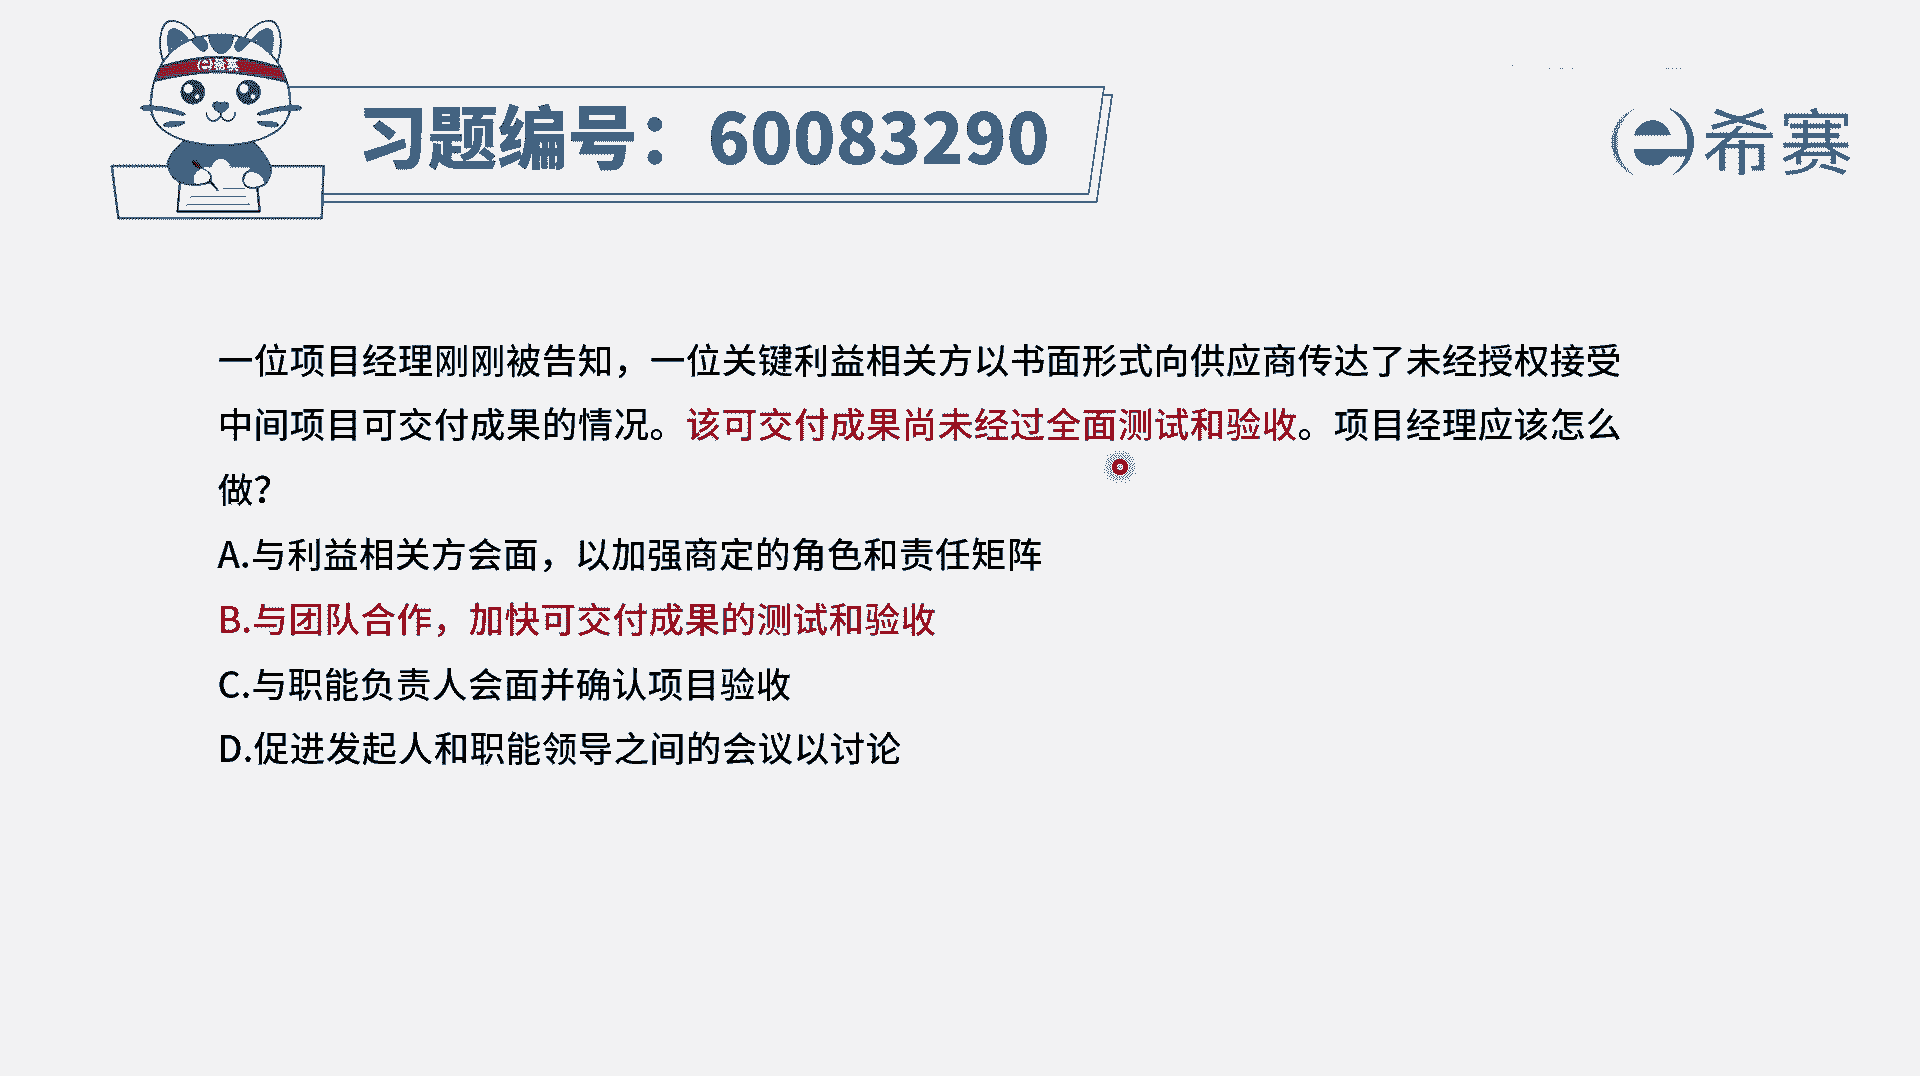 e希赛
习题编号：60083290
e希赛
一位项目经理刚刚被告知，一位关键利益相关方以书面形式向供应商传达了未经授权接受
中间项目可交付成果的情况。该可交付成果尚未经过全面测试和验收。项目经理应该怎么
做？
A.与利益相关方会面，以加强商定的角色和责任矩阵
B.与团队合作，加快可交付成果的测试和验收
C.与职能负责人会面并确认项目验收
D.促进发起人和职能领导之间的会议以讨论